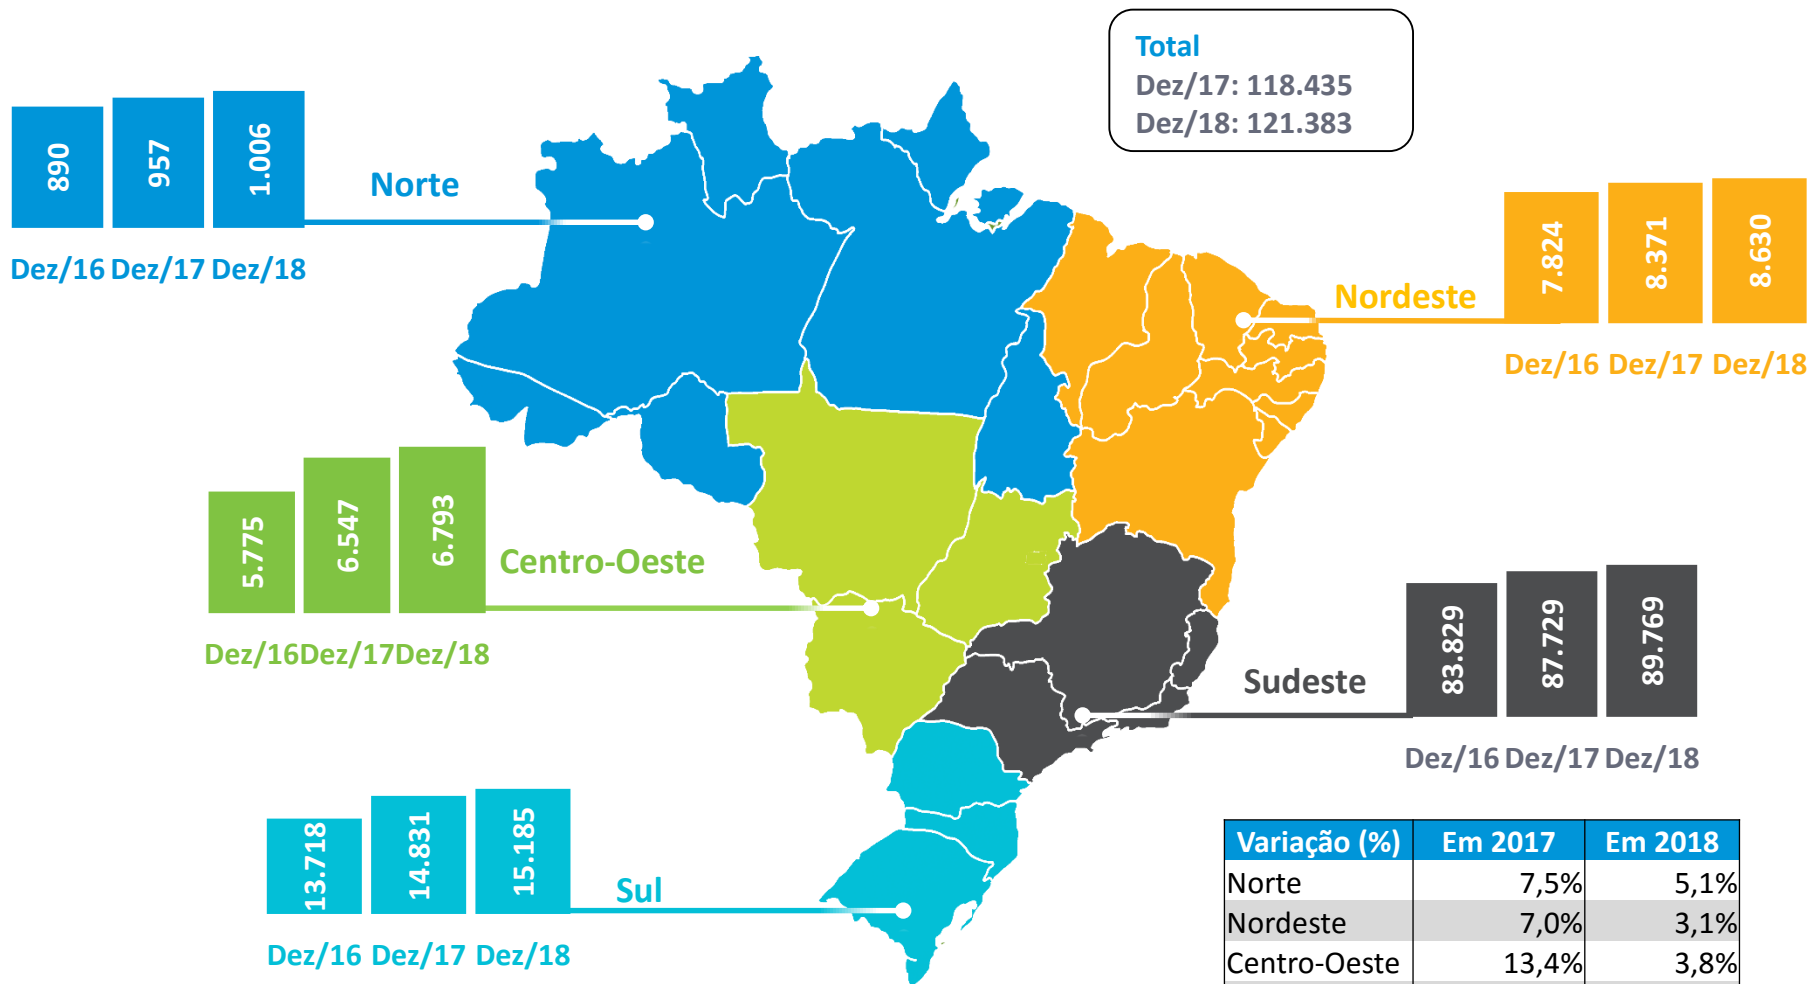 Total
Dez/17: 118.435
Dez/18: 121.383
890
957
1.006
Norte
Dez/16 Dez/17 Dez/18
7.824
8.371
8.630
Nordeste
Dez/16 Dez/17 Dez/18
5.775
6.547
6.793
Centro-Oeste
Dez/16 Dez/17 Dez/18
83.829
87.729
89.769
Sudeste
Dez/16 Dez/17 Dez/18
13.718
14.831
15.185
Sul
Dez/16 Dez/17 Dez/18
Variação (%) Em 2017 Em 2018
Norte 7,5% 5,1%
Nordeste 7,0% 3,1%
Centro-Oeste 13,4% 3,8%